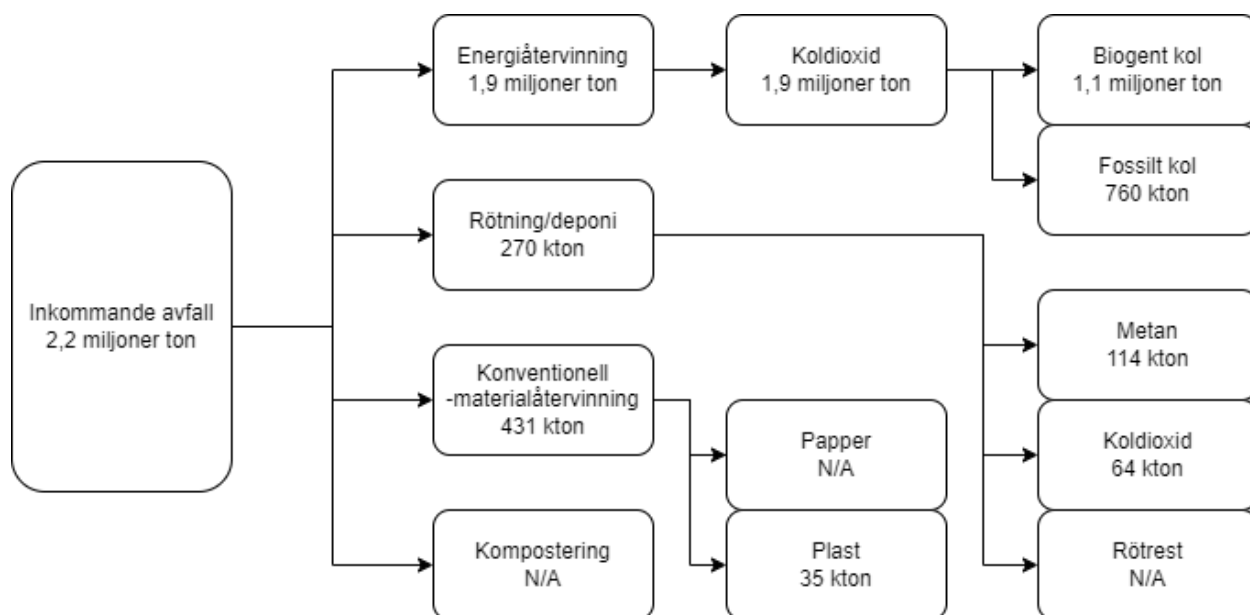 Inkommande avfall
2,2 miljoner ton
Energiåtervinning
1,9 miljoner ton
Koldioxid
1,9 miljoner ton
Biogent kol
1,1 miljoner ton
Fossilt kol
760 kton
Rötning/deponi
270 kton
Metan
114 kton
Koldioxid
64 kton
Rötrest
N/A
Konventionell
-materialåtervinning
431 kton
Papper
N/A
Plast
35 kton
Kompostering
N/A